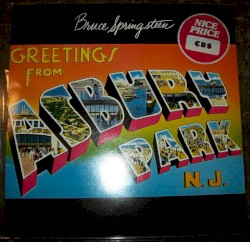 Bruce Springsteen
NICE
PRICE
CBS
GREETINGS
FROM
ASBURY
PARK
N.J.